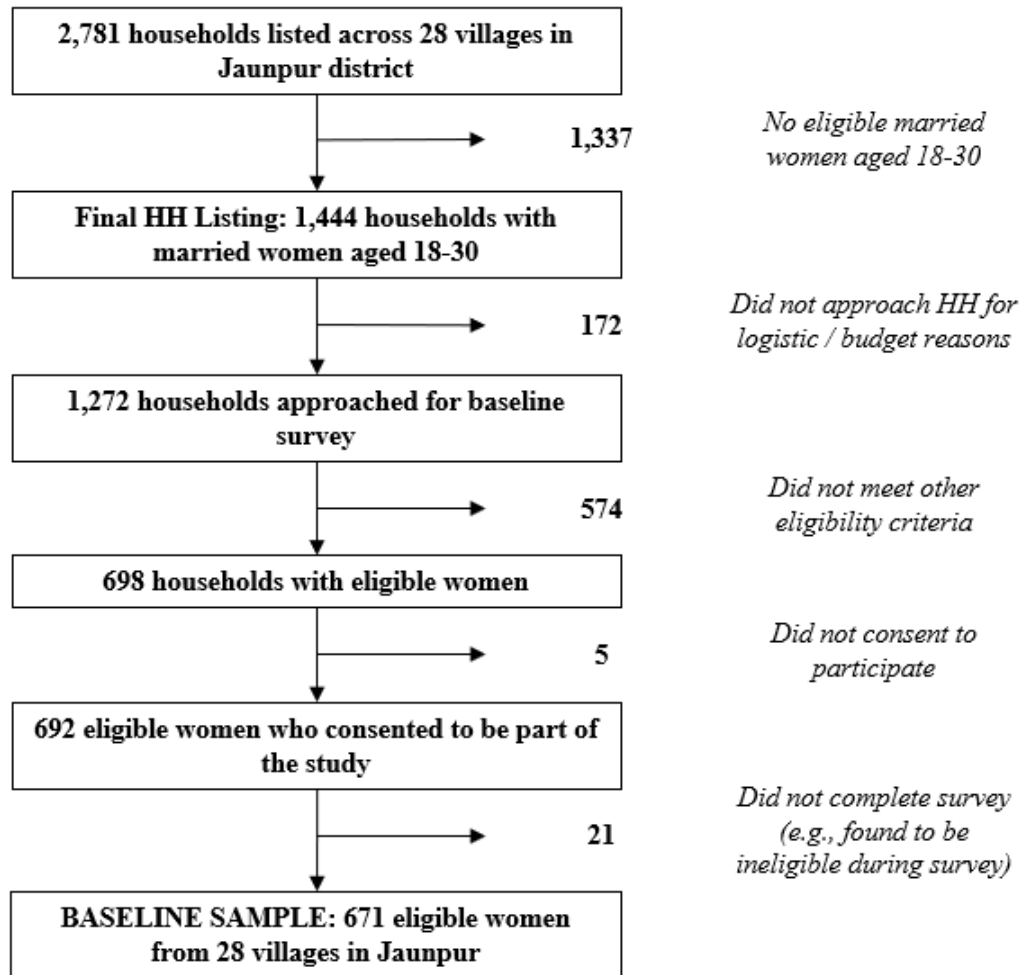 2,781 households listed across 28 villages in
Jaunpur district
1,337
No eligible married
women aged 18-30
Final HH Listing: 1,444 households with
married women aged 18-30
172
Did not approach HH for
logistic / budget reasons
1,272 households approached for baseline
survey
574
Did not meet other
eligibility criteria
698 households with eligible women
5
Did not consent to
participate
692 eligible women who consented to be part of
the study
21
Did not complete survey
(e.g., found to be
ineligible during survey)
BASELINE SAMPLE: 671 eligible women
from 28 villages in Jaunpur